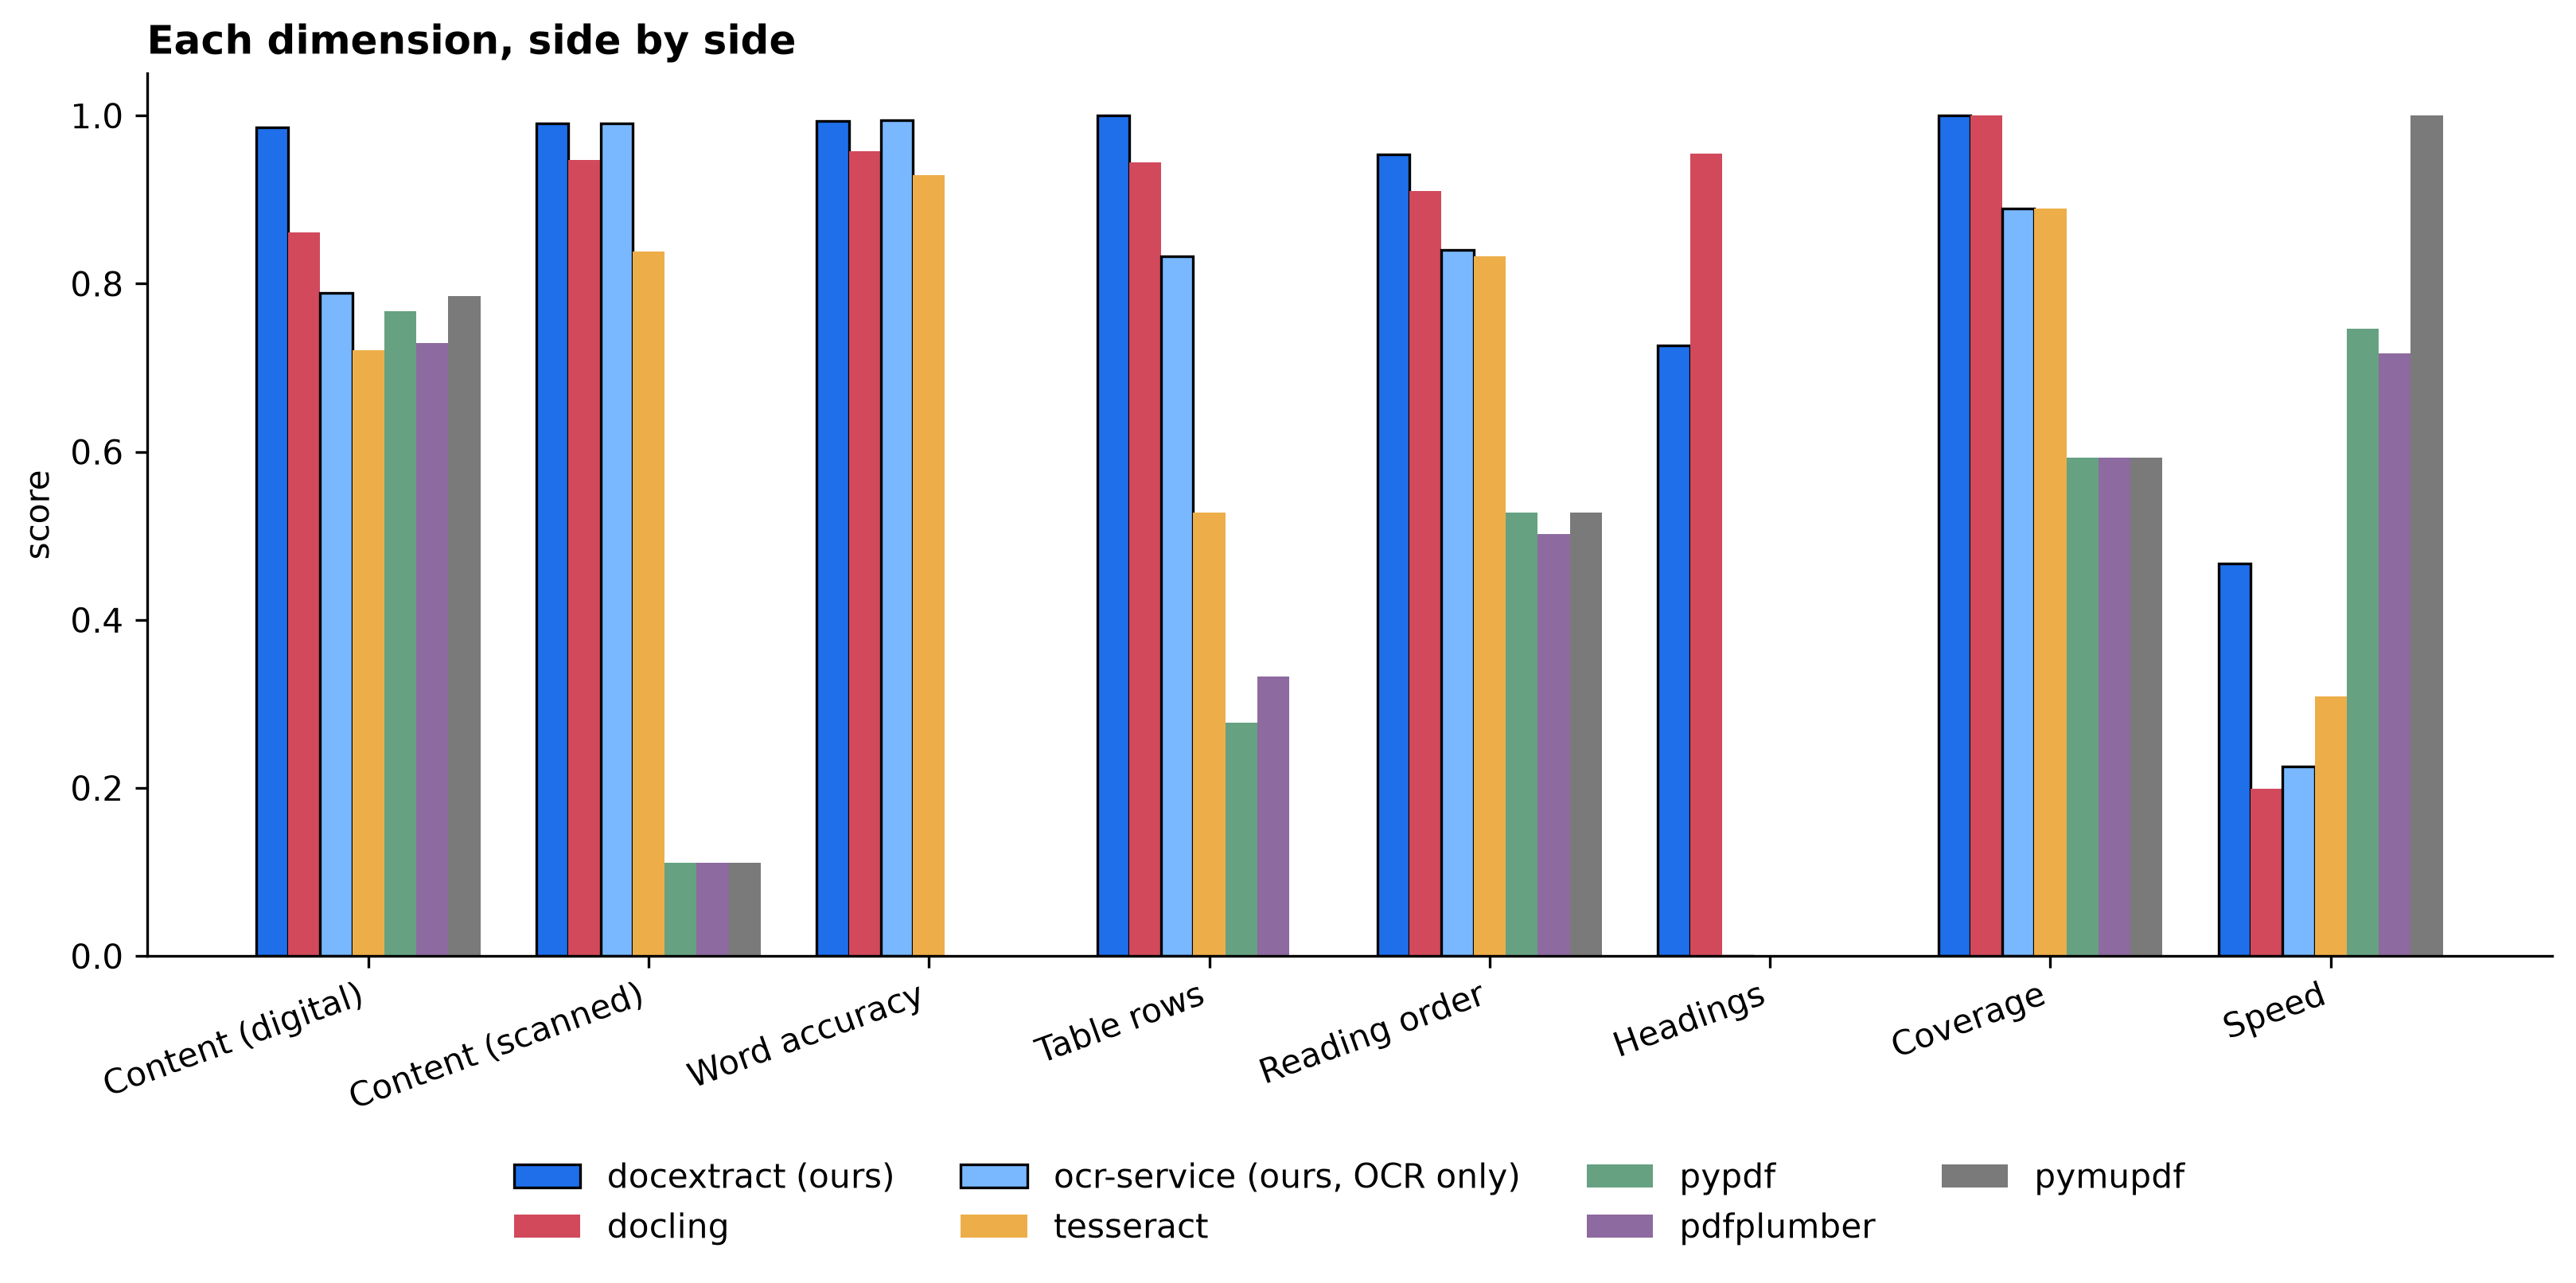 Each dimension, side by side
score
1.0
0.8
0.6
0.4
0.2
0.0
Content (digital)
Content (scanned)
Word accuracy
Table rows
Reading order
Headings
Coverage
Speed
docextract (ours)
docling
ocr-service (ours, OCR only)
tesseract
pypdf
pdfplumber
pymupdf